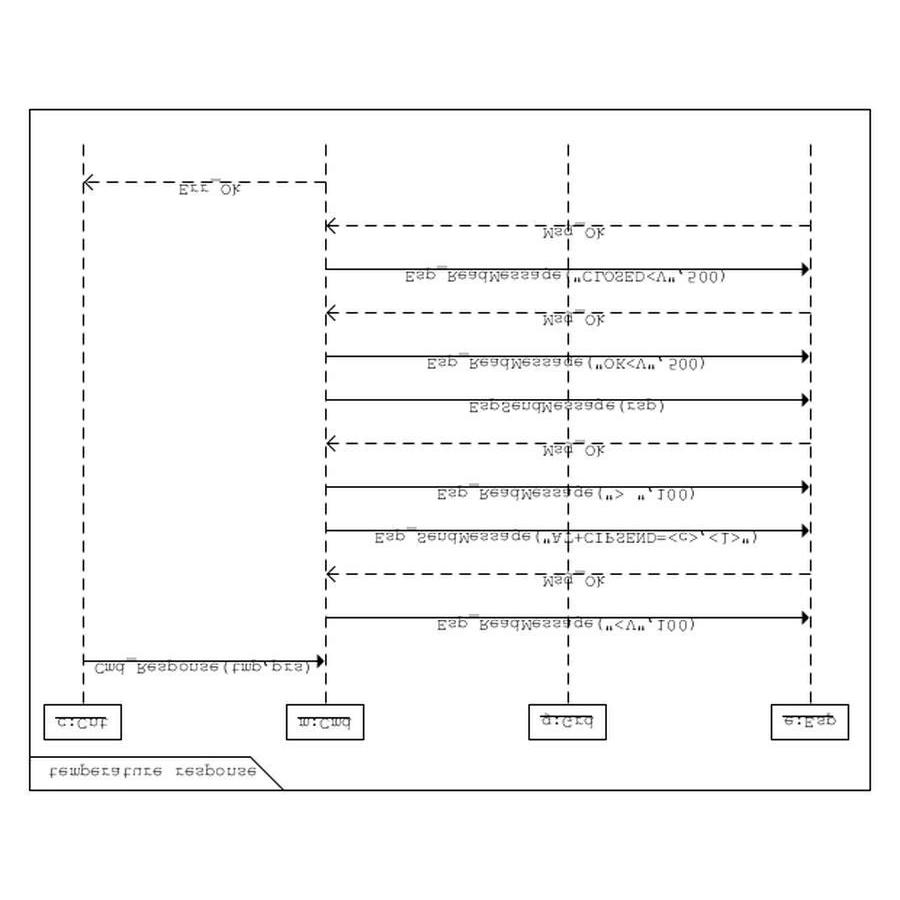 temperature response
c:Cnt m:Cmd g:Grd e:Esp
Cmd_Response(tmp,prs)
Esp_ReadMessage("<V",100)
Msg_Ok
Esp_SendMessage("AT+CIPSEND=<c>,<l>")
Esp_ReadMessage("> ",100)
Msg_Ok
EspSendMessage(rsp)
Esp_ReadMessage("OK<V",500)
Msg_Ok
Esp_ReadMessage("CLOSED<V",500)
Msg_Ok
Err_Ok